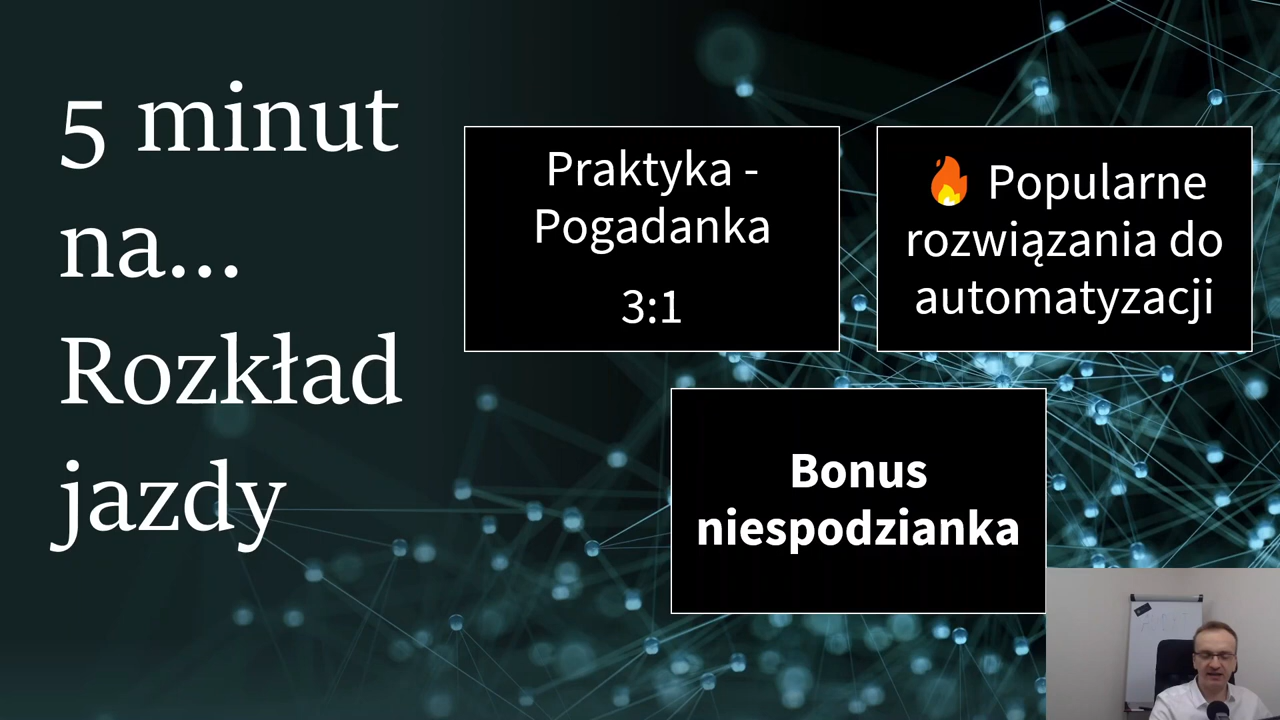 5 minut
na...
Rozkład
jazdy
Praktyka -
Pogadanka
3:1
🔥 Popularne
rozwiązania do
automatyzacji
Bonus
niespodzianka